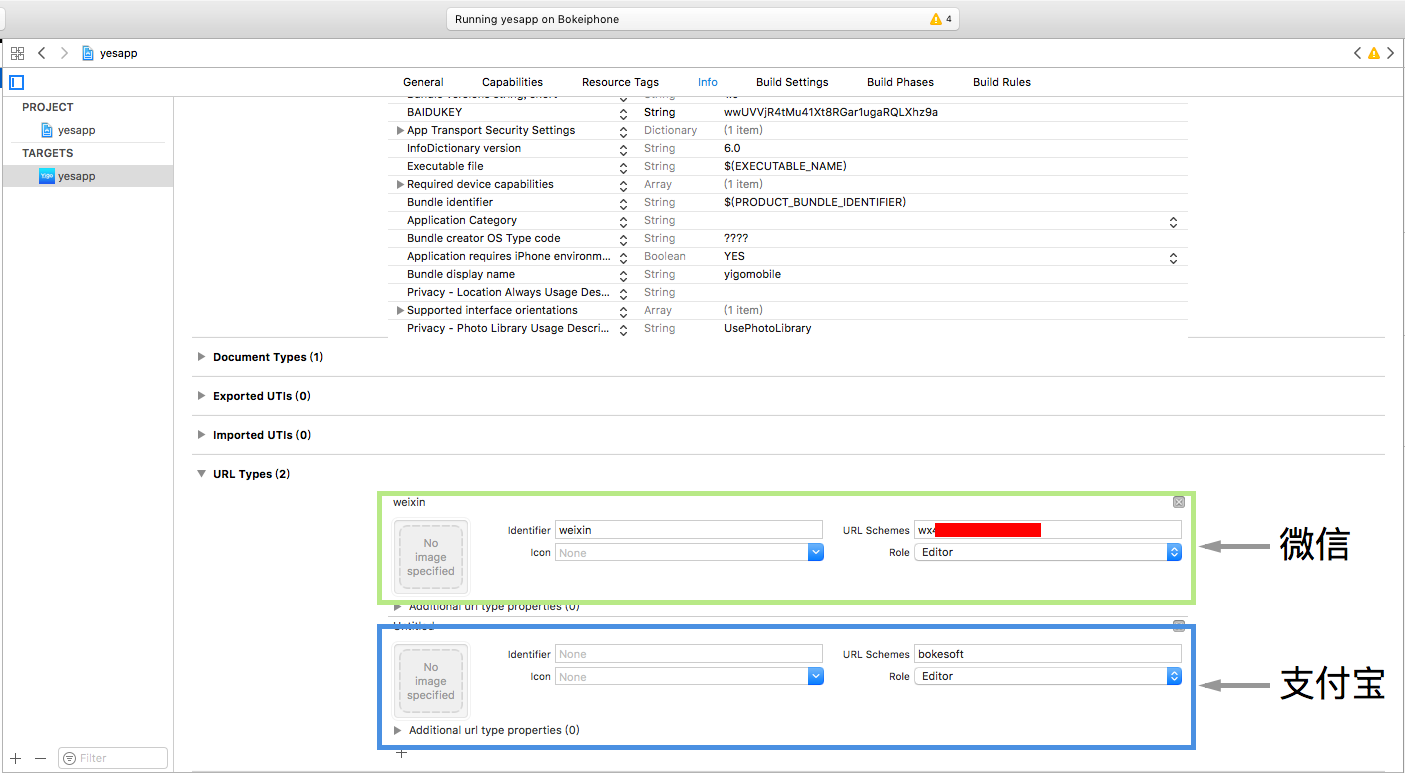 Running yesapp on Bokeiphone 4
yesapp
General Capabilities Resource Tags Info Build Settings Build Phases Build Rules
PROJECT
yesapp
TARGETS
yesapp
BAIDUKEY String wwUVVjR4tMu41Xt8RGar1ugaRQLXhz9a
App Transport Security Settings Dictionary (1 item)
InfoDictionary version String 6.0
Executable file String $(EXECUTABLE_NAME)
Required device capabilities Array (1 item)
Bundle identifier String $(PRODUCT_BUNDLE_IDENTIFIER)
Application Category String
Bundle creator OS Type code String ????
Application requires iPhone environm... Boolean YES
Bundle display name String yigomobile
Privacy - Location Always Usage Des... String
Supported interface orientations Array (1 item)
Privacy - Photo Library Usage Descri... String UsePhotoLibrary
Document Types (1)
Exported UTIs (0)
Imported UTIs (0)
URL Types (2)
weixin
No image specified
Identifier weixin URL Schemes wx4
Icon None Role Editor
微信
Additional url type properties (0)
Untitled
No image specified
Identifier None URL Schemes bokesoft
Icon None Role Editor
支付宝
Additional url type properties (0)
Filter